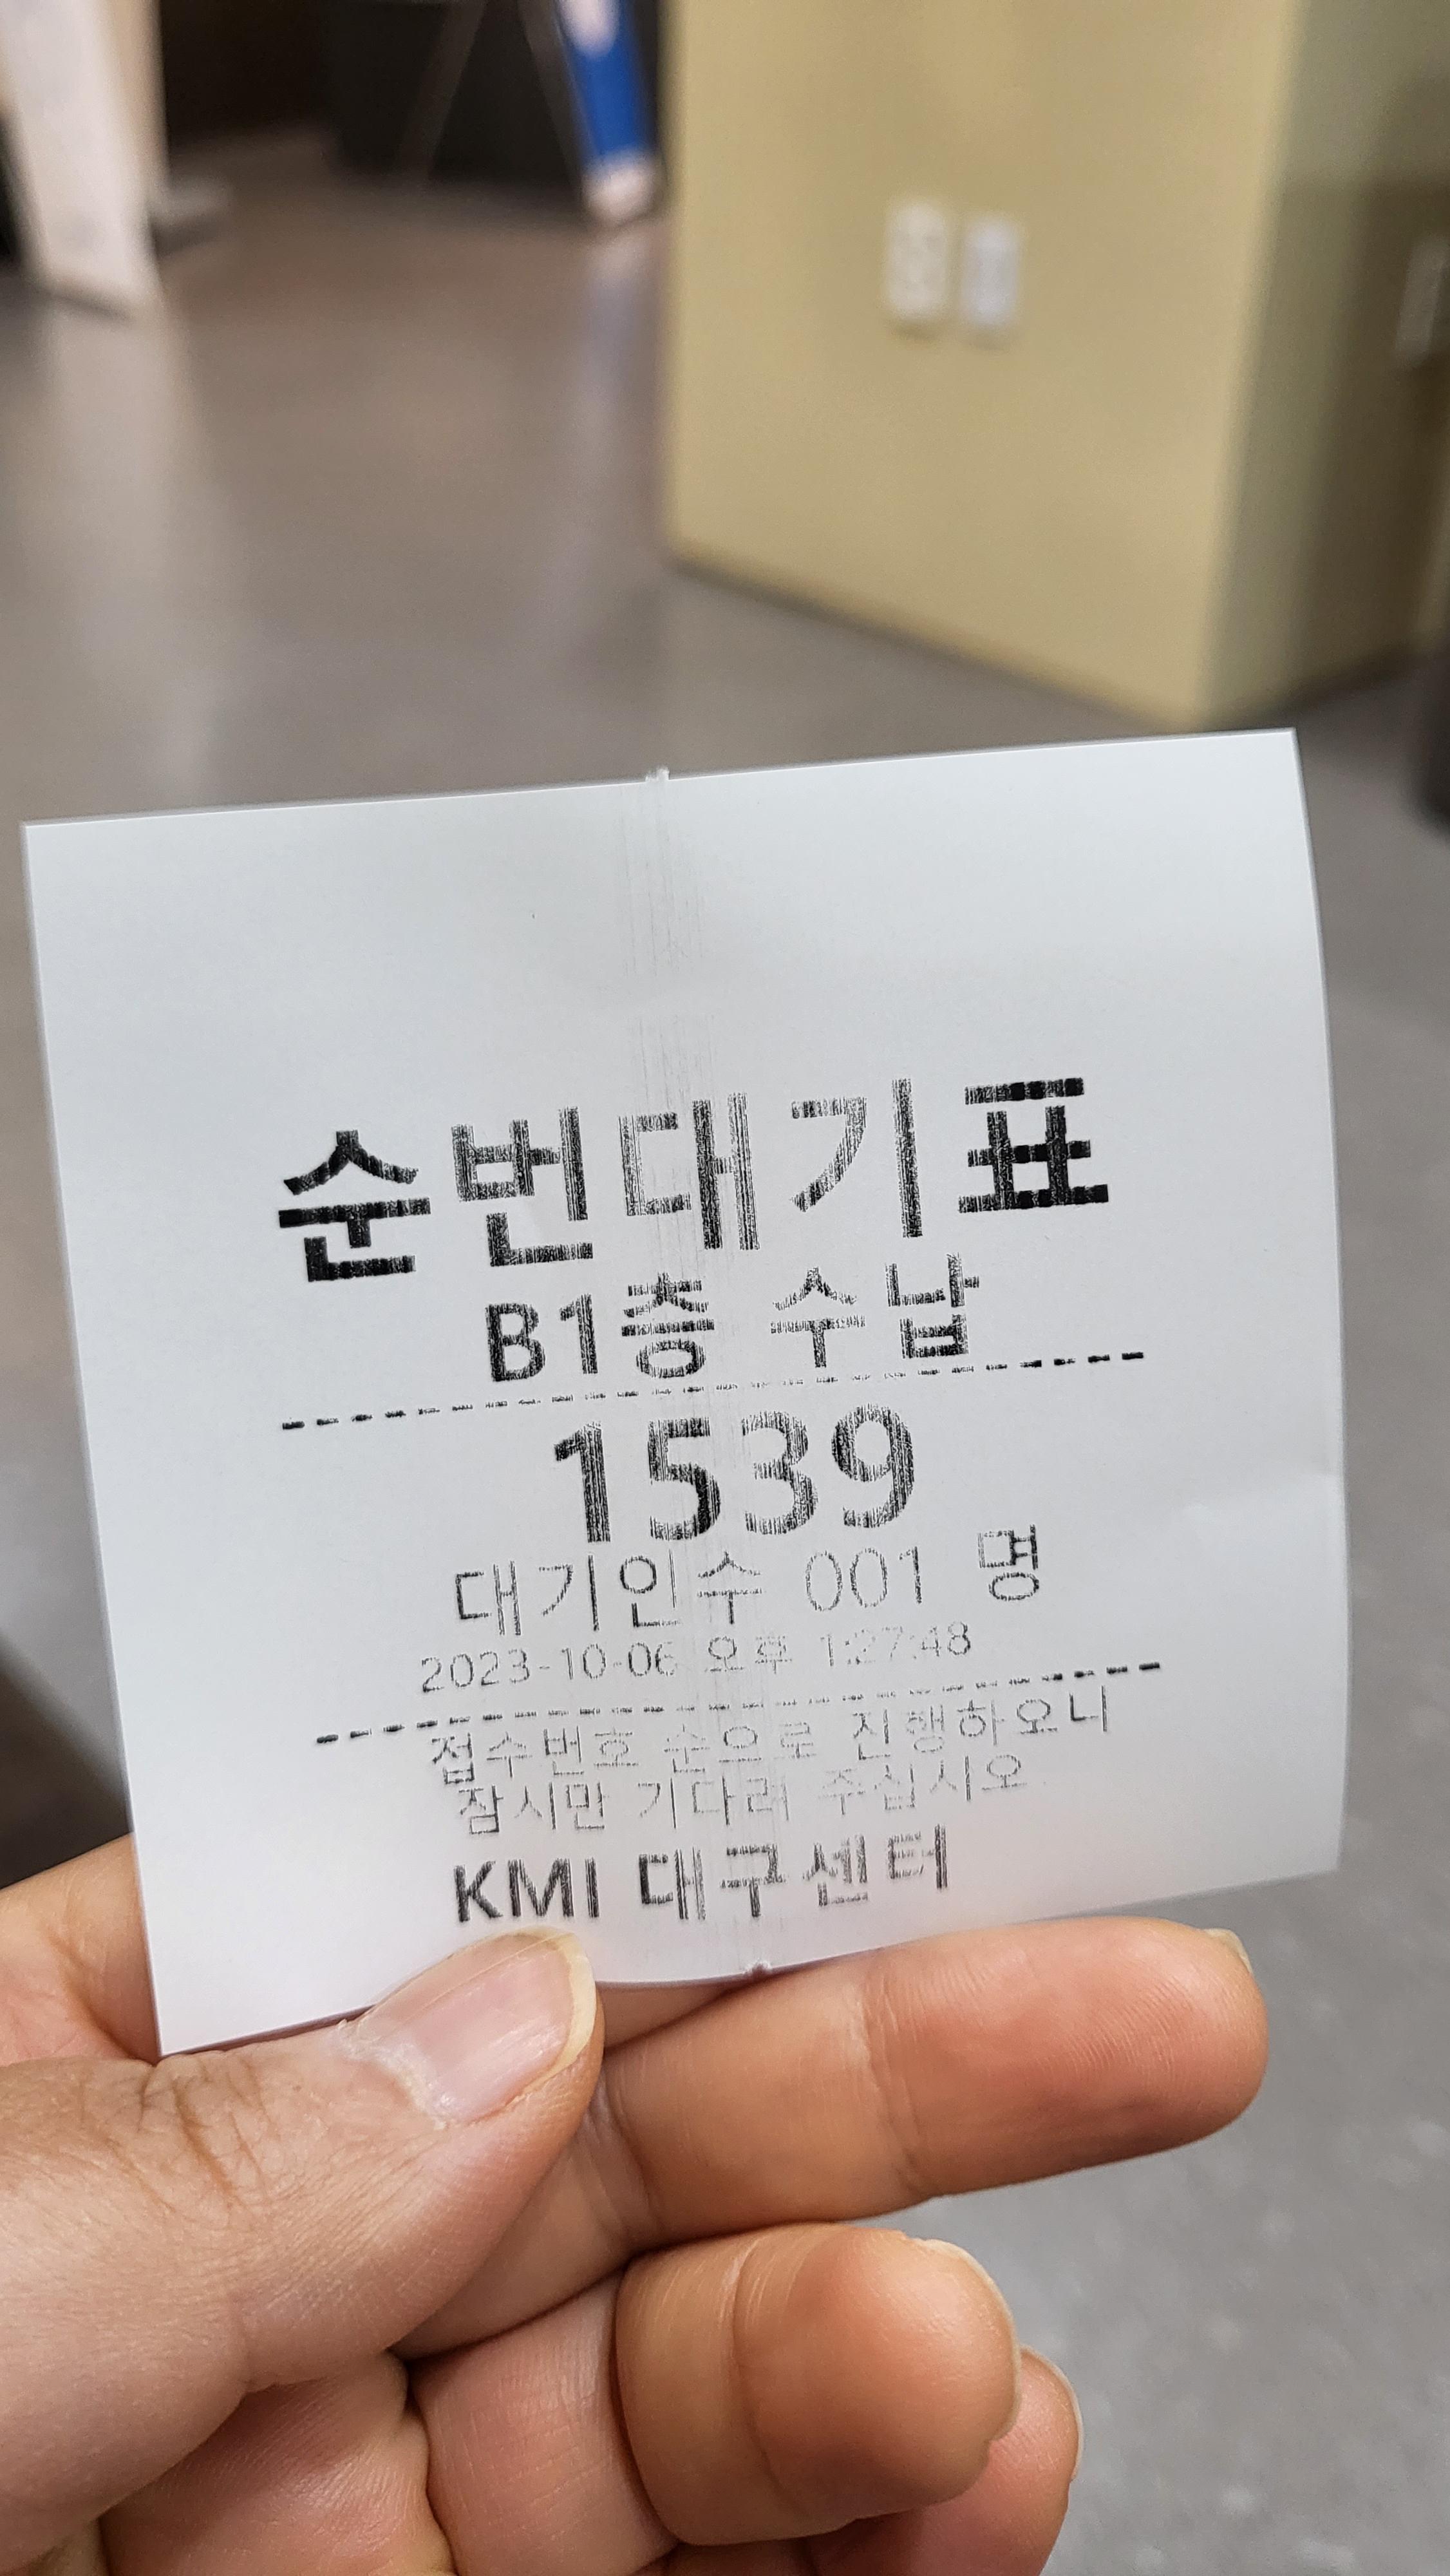 순번대기표
B1층 수납
1539
대기인수 001 명
2023-10-06 오후 1:27:48
접수번호 순으로 진행하오니
잠시만 기다려 주십시오.
KMI 대구센터